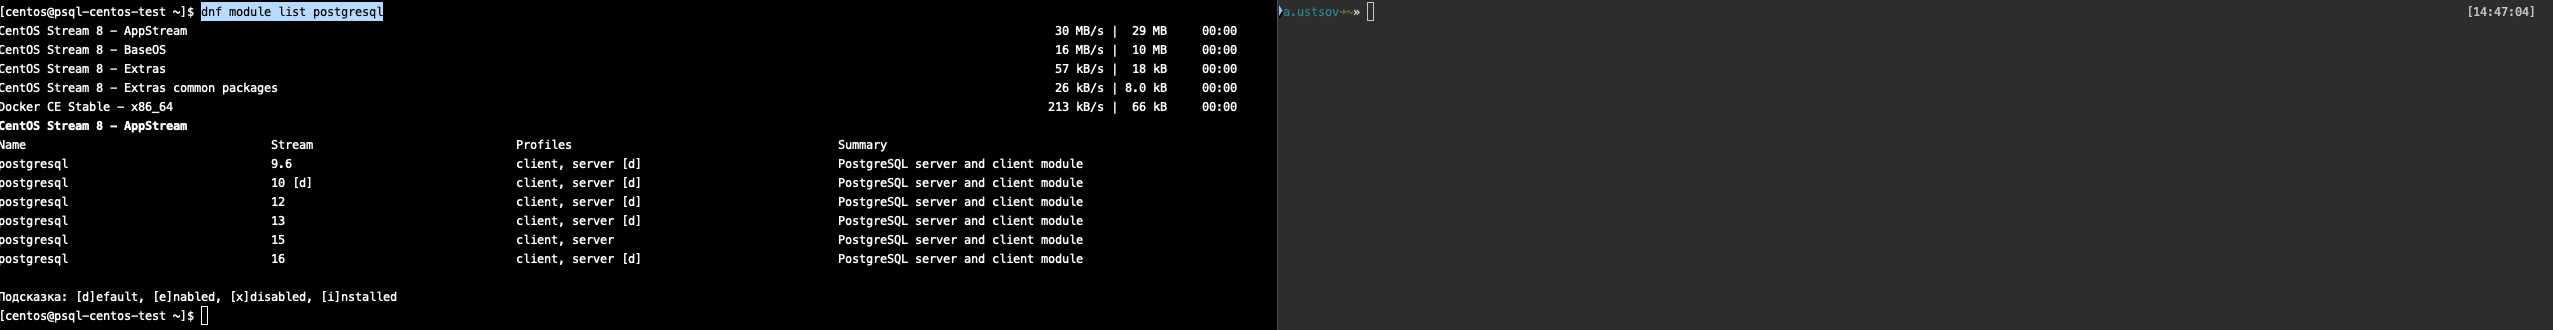 [centos@psql-centos-test ~]$ dnf module list postgresql
CentOS Stream 8 - AppStream 30 MB/s | 29 MB 00:00
CentOS Stream 8 - BaseOS 16 MB/s | 10 MB 00:00
CentOS Stream 8 - Extras 57 kB/s | 18 kB 00:00
CentOS Stream 8 - Extras common packages 26 kB/s | 8.0 kB 00:00
Docker CE Stable - x86_64 213 kB/s | 66 kB 00:00
CentOS Stream 8 - AppStream
Name Stream Profiles Summary
postgresql 9.6 client, server [d] PostgreSQL server and client module
postgresql 10 [d] client, server [d] PostgreSQL server and client module
postgresql 12 client, server [d] PostgreSQL server and client module
postgresql 13 client, server [d] PostgreSQL server and client module
postgresql 15 client, server PostgreSQL server and client module
postgresql 16 client, server [d] PostgreSQL server and client module
Подсказка: [d]efault, [e]nabled, [x]disabled, [i]nstalled
[centos@psql-centos-test ~]$
a.ustsov→~» [14:47:04]